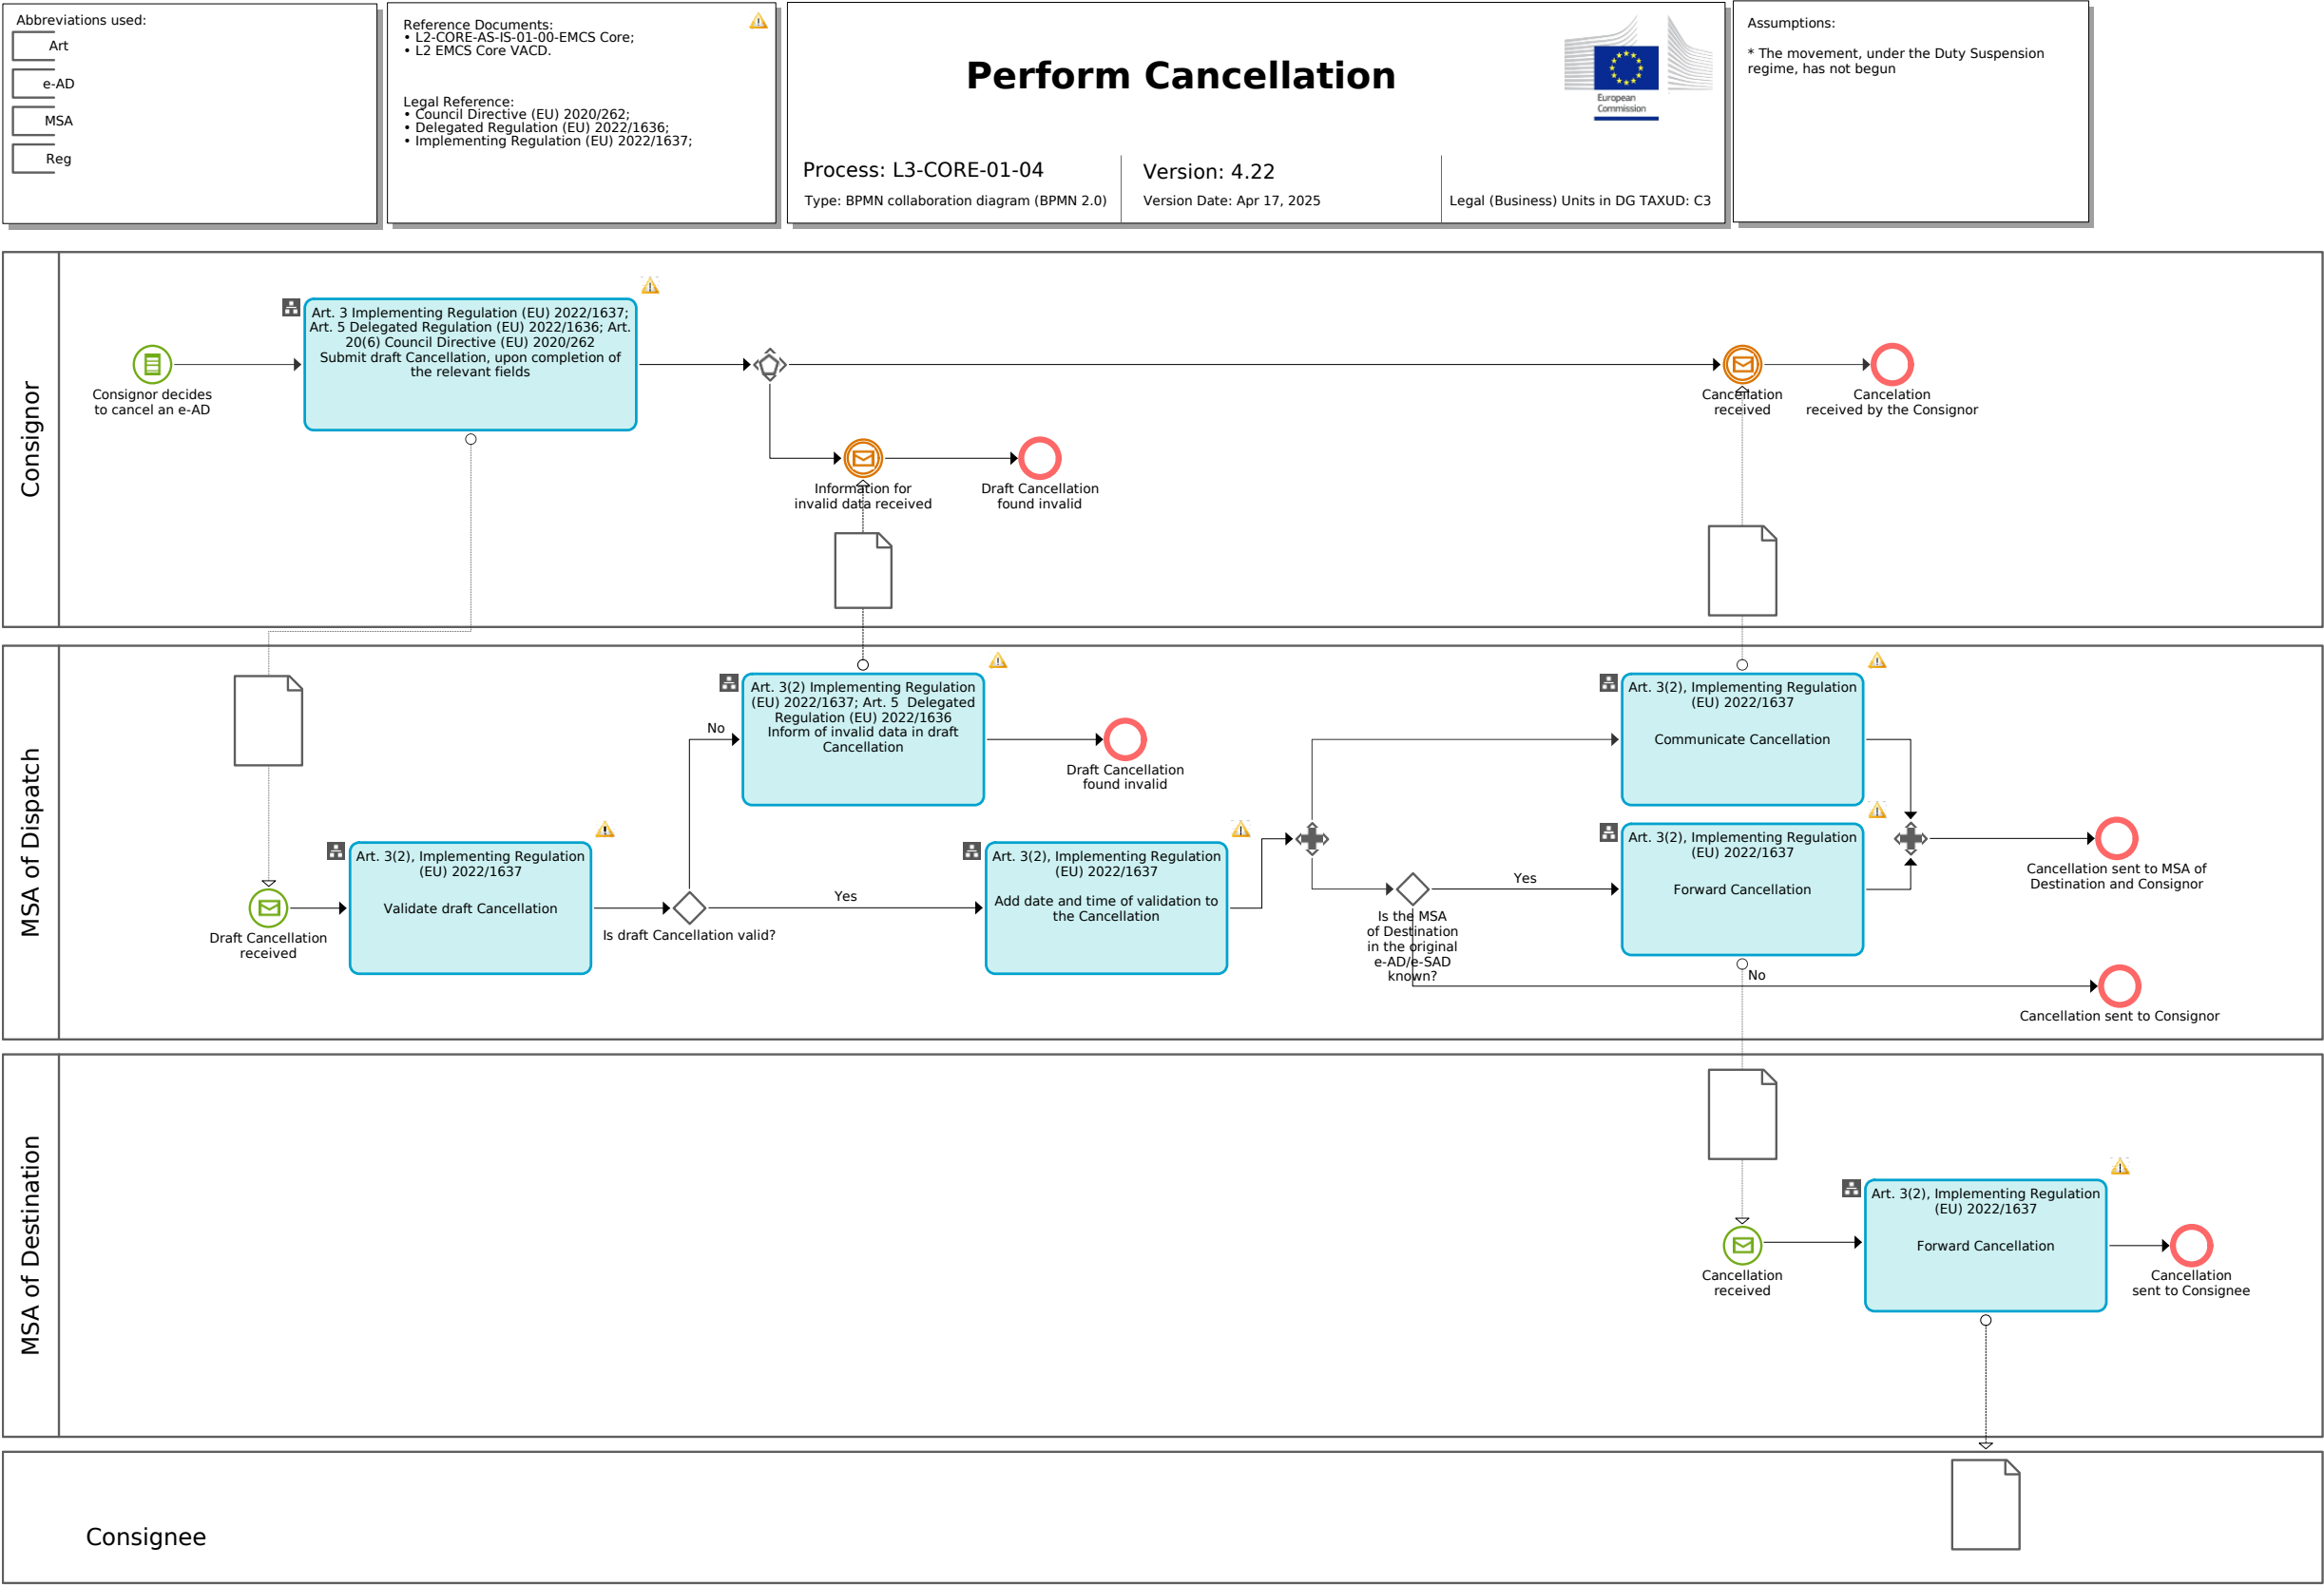 Abbreviations used:
Art
e-AD
MSA
Reg
Reference Documents:
• L2-CORE-AS-IS-01-00-EMCS Core;
• L2 EMCS Core VACD.
Legal Reference:
• Council Directive (EU) 2020/262;
• Delegated Regulation (EU) 2022/1636;
• Implementing Regulation (EU) 2022/1637;
Perform Cancellation
European
Commission
Process: L3-CORE-01-04
Version: 4.22
Type: BPMN collaboration diagram (BPMN 2.0)
Version Date: Apr 17, 2025
Legal (Business) Units in DG TAXUD: C3
Assumptions:
* The movement, under the Duty Suspension
regime, has not begun
Consignor
Consignor decides
to cancel an e-AD
Art. 3 Implementing Regulation (EU) 2022/1637;
Art. 5 Delegated Regulation (EU) 2022/1636; Art.
20(6) Council Directive (EU) 2020/262
Submit draft Cancellation, upon completion of
the relevant fields
Information for
invalid data received
Draft Cancellation
found invalid
Cancellation
received
Cancelation
received by the Consignor
MSA of Dispatch
Draft Cancellation
received
Art. 3(2), Implementing Regulation
(EU) 2022/1637
Validate draft Cancellation
Is draft Cancellation valid?
No
Art. 3(2) Implementing Regulation
(EU) 2022/1637; Art. 5  Delegated
Regulation (EU) 2022/1636
Inform of invalid data in draft
Cancellation
Draft Cancellation
found invalid
Yes
Art. 3(2), Implementing Regulation
(EU) 2022/1637
Add date and time of validation to
the Cancellation
Is the MSA
of Destination
in the original
e-AD/e-SAD
known?
Yes
No
Art. 3(2), Implementing Regulation
(EU) 2022/1637
Communicate Cancellation
Art. 3(2), Implementing Regulation
(EU) 2022/1637
Forward Cancellation
Cancellation sent to MSA of
Destination and Consignor
Cancellation sent to Consignor
MSA of Destination
Cancellation
received
Art. 3(2), Implementing Regulation
(EU) 2022/1637
Forward Cancellation
Cancellation
sent to Consignee
Consignee